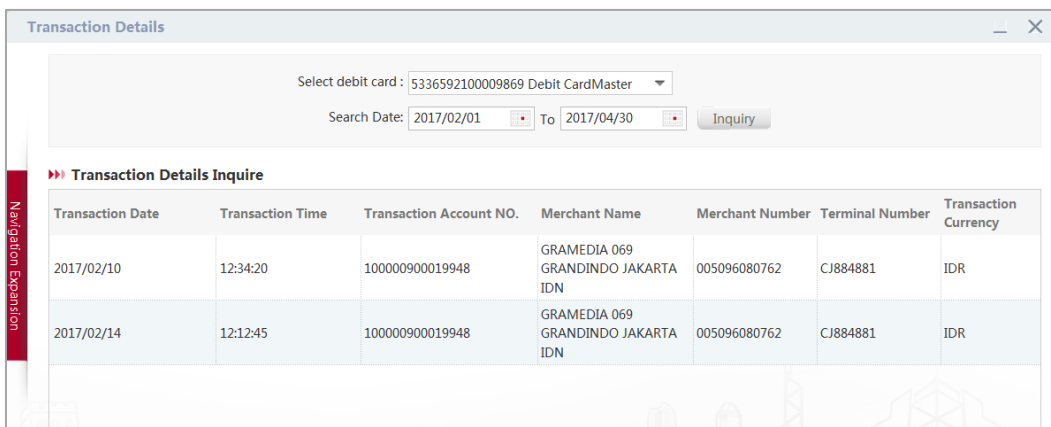 Transaction Details
Select debit card : 5336592100009869 Debit CardMaster
Search Date: 2017/02/01 To 2017/04/30 Inquiry
Transaction Details Inquire
Transaction Date Transaction Time Transaction Account NO. Merchant Name Merchant Number Terminal Number Transaction
Currency
GRAMEDIA 069
2017/02/10 12:34:20 100000900019948 GRANDINDO JAKARTA 005096080762 CJ884881 IDR
IDN
GRAMEDIA 069
2017/02/14 12:12:45 100000900019948 GRANDINDO JAKARTA 005096080762 CJ884881 IDR
IDN
Navigation Expansion